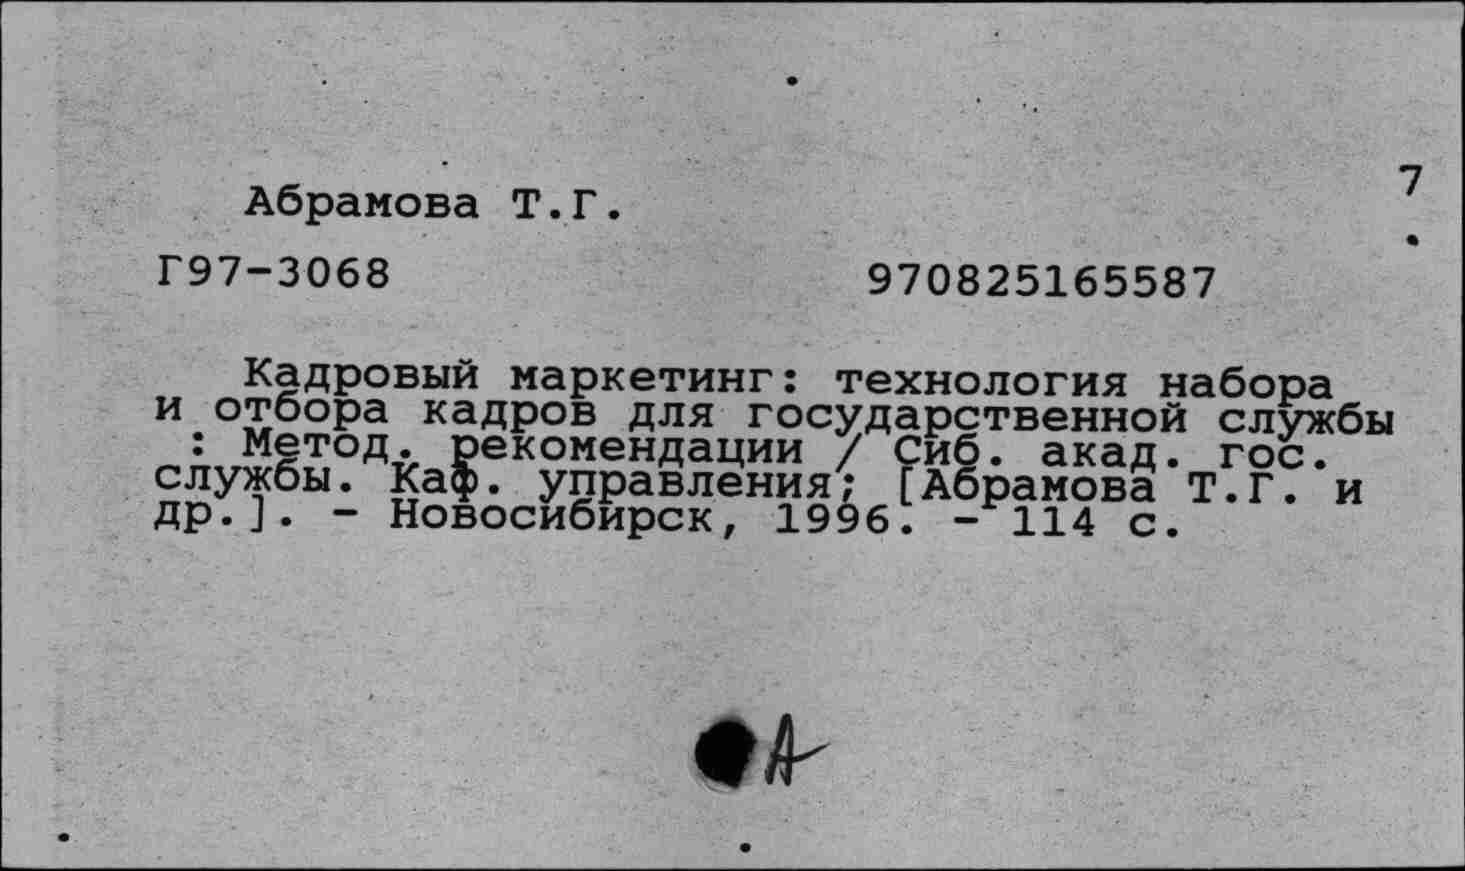 7
Абрамова Т.Г.
Г97-3068 970825165587
Кадровый маркетинг: технология набора
и отбора кадров для государственной службы
: Метод. рекомендации / Сиб. акад. гос.
службы. Каф. управления; [Абрамова Т.Г. и
др.]. - Новосибирск, 1996. - 114 с.
А